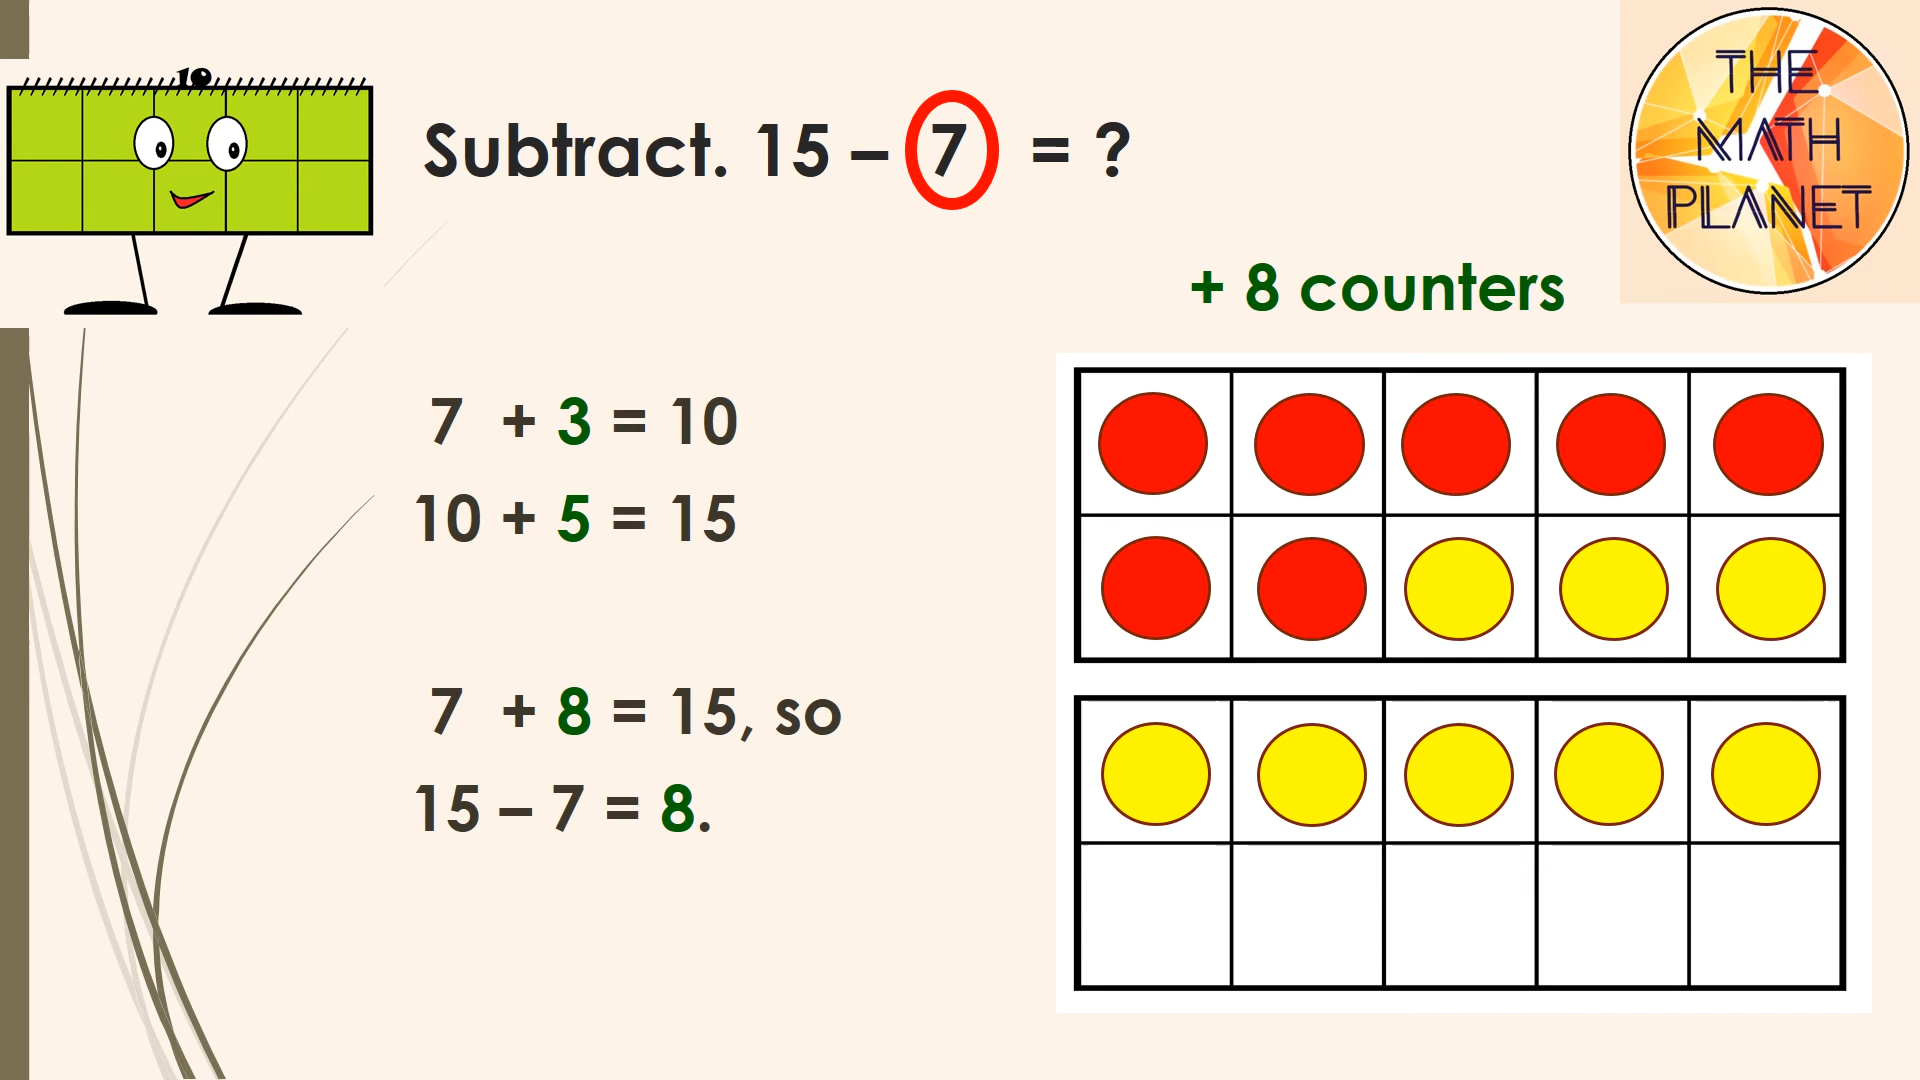 10
Subtract. 15 – 7 = ?
THE
MATH
PLANET
+ 8 counters
7 + 3 = 10
10 + 5 = 15
7 + 8 = 15, so
15 – 7 = 8.